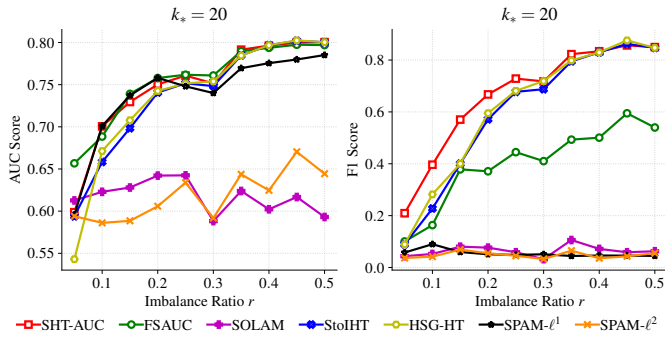 k* = 20
AUC Score
0.80
0.75
0.70
0.65
0.60
0.55
0.1 0.2 0.3 0.4 0.5
Imbalance Ratio r
k* = 20
F1 Score
0.8
0.6
0.4
0.2
0.0
0.1 0.2 0.3 0.4 0.5
Imbalance Ratio r
SHT-AUC FSAUC SOLAM StoIHT HSG-HT SPAM-ℓ¹ SPAM-ℓ²